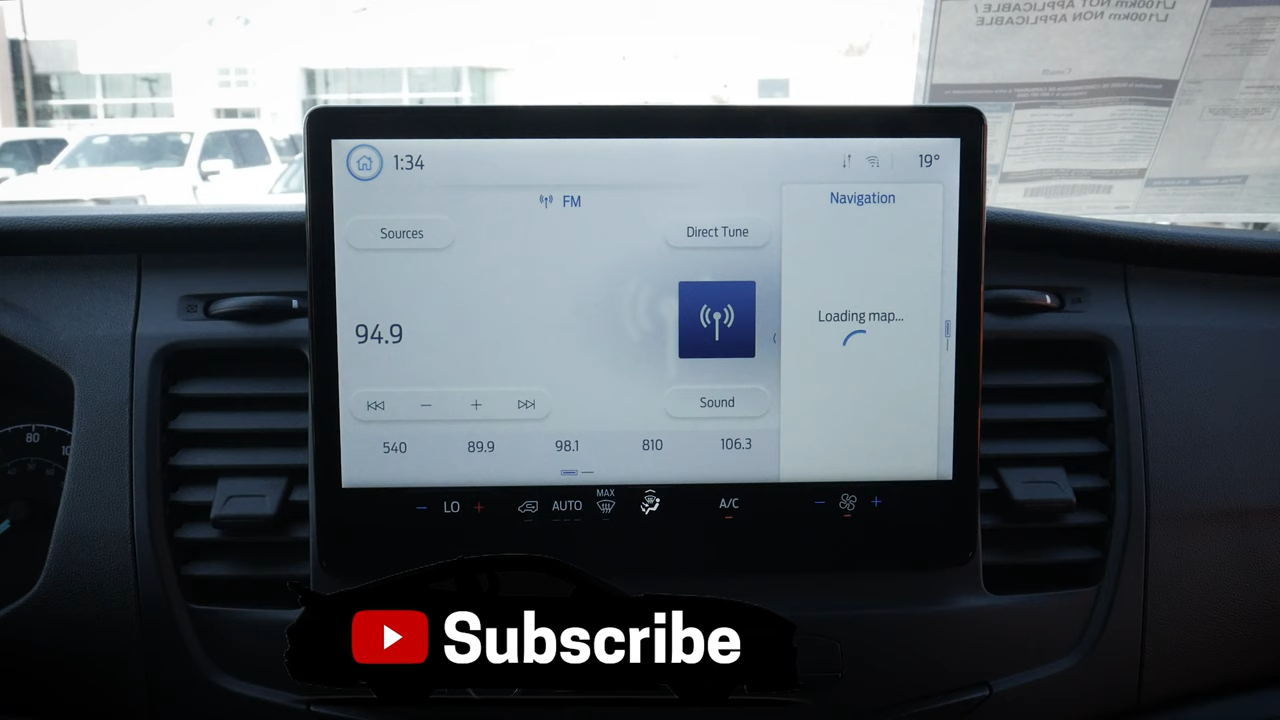 L/100km NOT APPLICABLE /
L/100km NON APPLICABLE
1:34
19°
FM
Navigation
Sources
Direct Tune
94.9
Loading map...
Sound
540
89.9
98.1
810
106.3
LO
AUTO
MAX
A/C
80
Subscribe